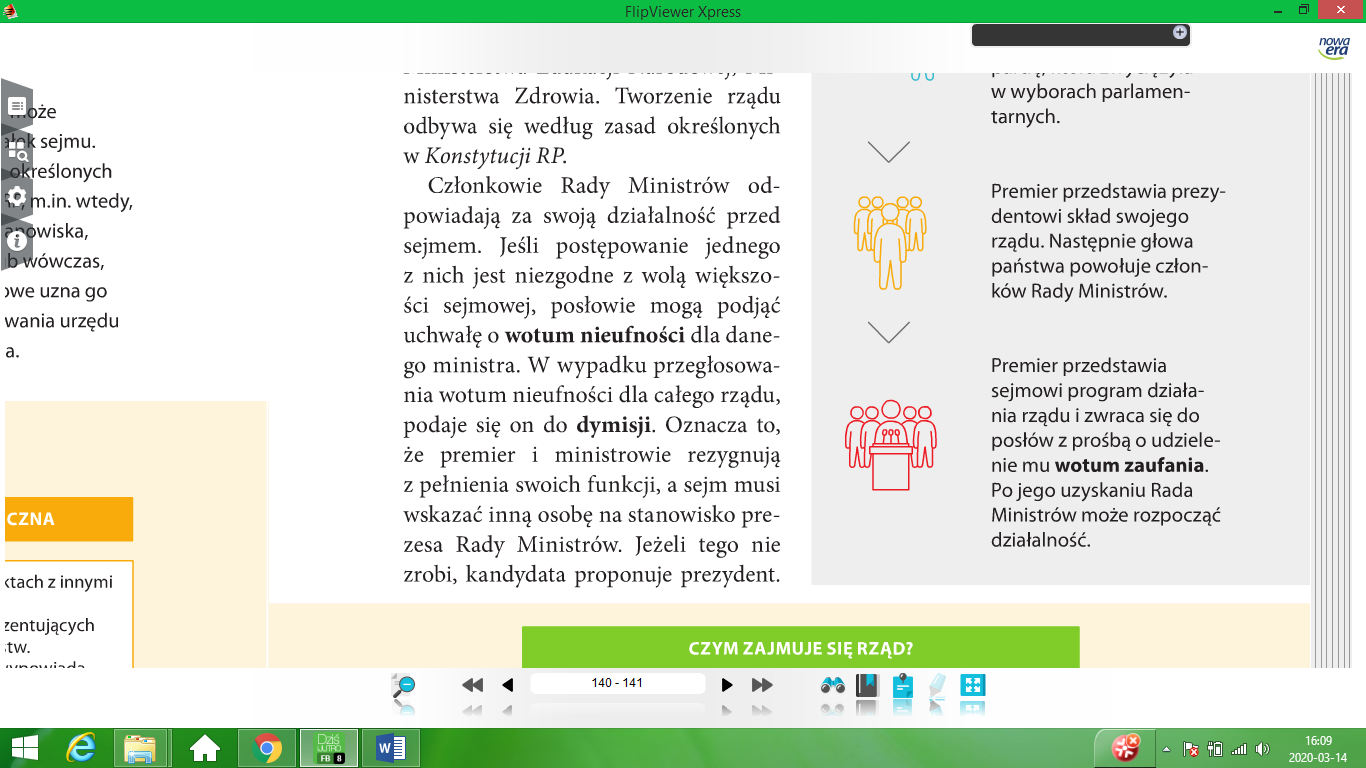 FlipViewer Xpress
nowa
era
może
sejmu.
określonych
m.in. wtedy,
wówczas,
uzna go
urzędu
CZNA
z innymi
nisterstwa Zdrowia. Tworzenie rządu
odbywa się według zasad określonych
w Konstytucji RP.
Członkowie Rady Ministrów od-
powiadają za swoją działalność przed
sejmem. Jeśli postępowanie jednego
z nich jest niezgodne z wolą większo-
ści sejmowej, posłowie mogą podjąć
uchwałę o wotum nieufności dla dane-
go ministra. W wypadku przegłosowa-
nia wotum nieufności dla całego rządu,
podaje się on do dymisji. Oznacza to,
że premier i ministrowie rezygnują
z pełnienia swoich funkcji, a sejm musi
wskazać inną osobę na stanowisko pre-
zesa Rady Ministrów. Jeżeli tego nie
zrobi, kandydata proponuje prezydent.
w wyborach parlamen-
tarnych.
Premier przedstawia prezy-
dentowi skład swojego
rządu. Następnie głowa
państwa powołuje człon-
ków Rady Ministrów.
Premier przedstawia
sejmowi program działa-
nia rządu i zwraca się do
posłów z prośbą o udziele-
nie mu wotum zaufania.
Po jego uzyskaniu Rada
Ministrów może rozpocząć
działalność.
CZYM ZAJMUJE SIĘ RZĄD?
140 - 141
Dziś
JUTRO
FB 8
16:09
2020-03-14